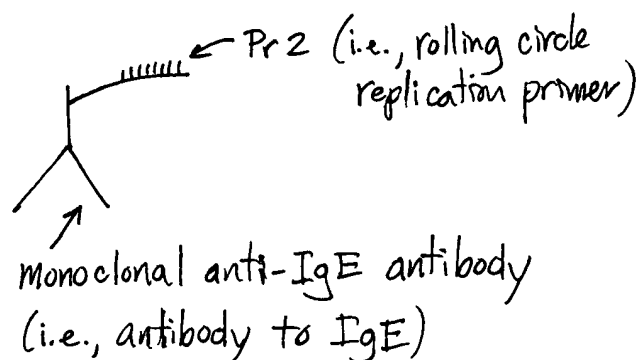 Pr 2 (i.e., rolling circle
replication primer)
monoclonal anti-IgE antibody
(i.e., antibody to IgE)